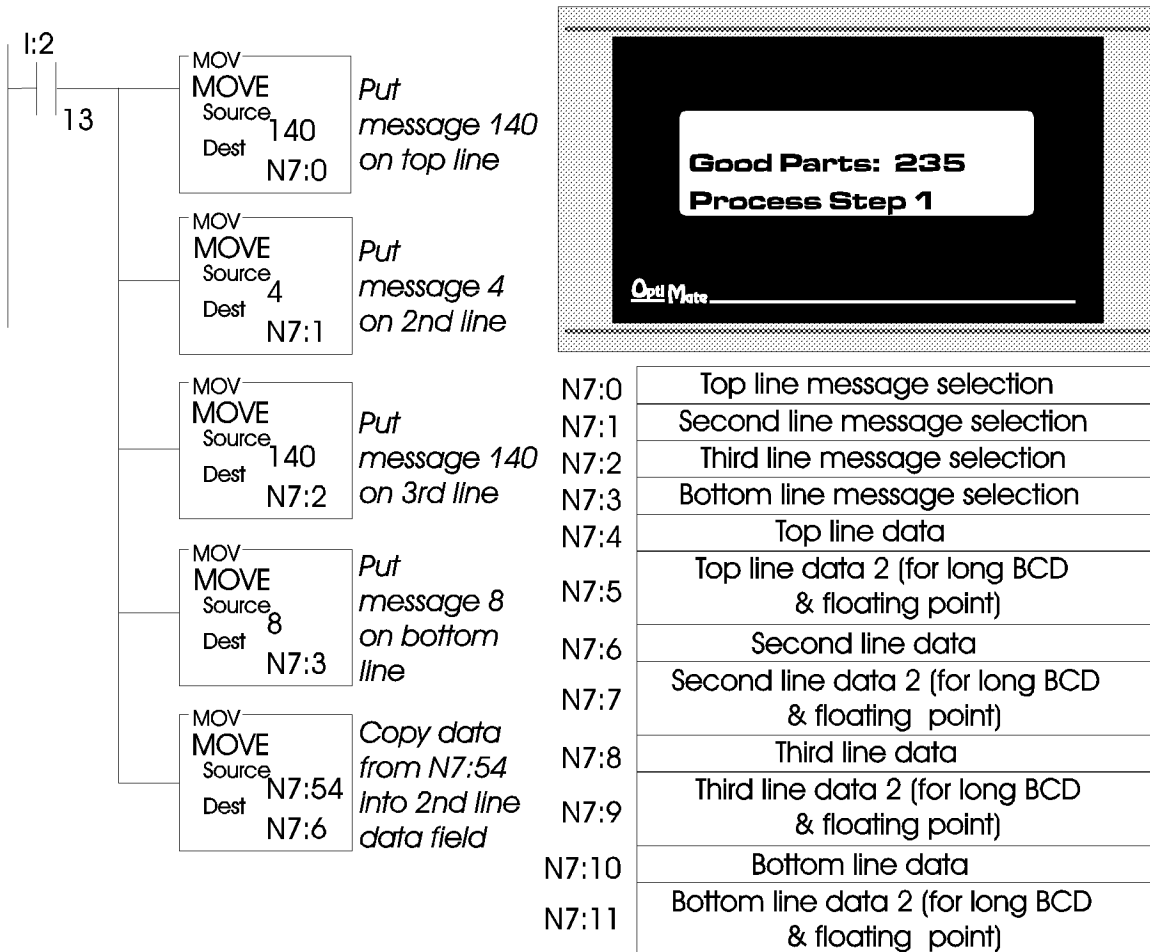 I:2
13
MOV
MOVE
Source
140
Dest
N7:0
Put
message 140
on top line
MOV
MOVE
Source
4
Dest
N7:1
Put
message 4
on 2nd line
MOV
MOVE
Source
140
Dest
N7:2
Put
message 140
on 3rd line
MOV
MOVE
Source
8
Dest
N7:3
Put
message 8
on bottom
line
MOV
MOVE
Source
N7:54
Dest
N7:6
Copy data
from N7:54
into 2nd line
data field
Good Parts: 235
Process Step 1
Opti Mate
N7:0 Top line message selection
N7:1 Second line message selection
N7:2 Third line message selection
N7:3 Bottom line message selection
N7:4 Top line data
N7:5 Top line data 2 (for long BCD
& floating point)
N7:6 Second line data
N7:7 Second line data 2 (for long BCD
& floating point)
N7:8 Third line data
N7:9 Third line data 2 (for long BCD
& floating point)
N7:10 Bottom line data
N7:11 Bottom line data 2 (for long BCD
& floating point)